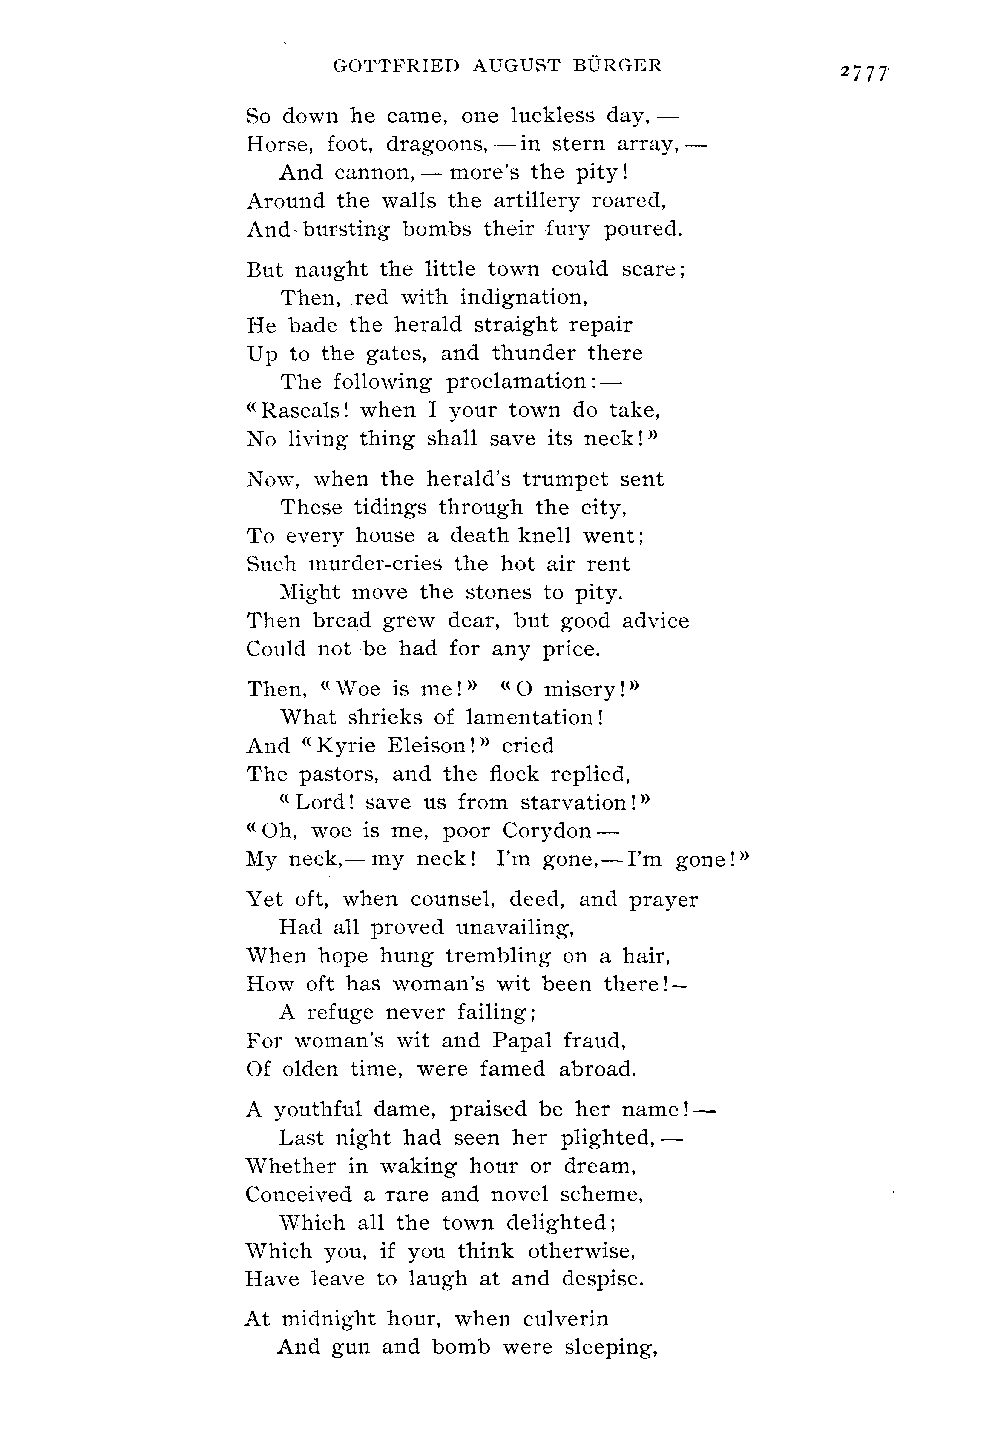 GOTTFRIED AUGUST BÜRGER 2777
So down he came, one luckless day, —
Horse, foot, dragoons, — in stern array, —
And cannon, — more's the pity!
Around the walls the artillery roared,
And bursting bombs their fury poured.
But naught the little town could scare;
Then, red with indignation,
He bade the herald straight repair
Up to the gates, and thunder there
The following proclamation: —
«Rascals! when I your town do take,
No living thing shall save its neck!»
Now, when the herald's trumpet sent
These tidings through the city,
To every house a death knell went;
Such murder-cries the hot air rent
Might move the stones to pity.
Then bread grew dear, but good advice
Could not be had for any price.
Then, «Woe is me!» «O misery!»
What shrieks of lamentation!
And «Kyrie Eleison!» cried
The pastors, and the flock replied,
«Lord! save us from starvation!»
«Oh, woe is me, poor Corydon —
My neck, — my neck! I'm gone, — I'm gone!»
Yet oft, when counsel, deed, and prayer
Had all proved unavailing,
When hope hung trembling on a hair,
How oft has woman's wit been there! —
A refuge never failing;
For woman's wit and Papal fraud,
Of olden time, were famed abroad.
A youthful dame, praised be her name! —
Last night had seen her plighted, —
Whether in waking hour or dream,
Conceived a rare and novel scheme,
Which all the town delighted;
Which you, if you think otherwise,
Have leave to laugh at and despise.
At midnight hour, when culverin
And gun and bomb were sleeping,